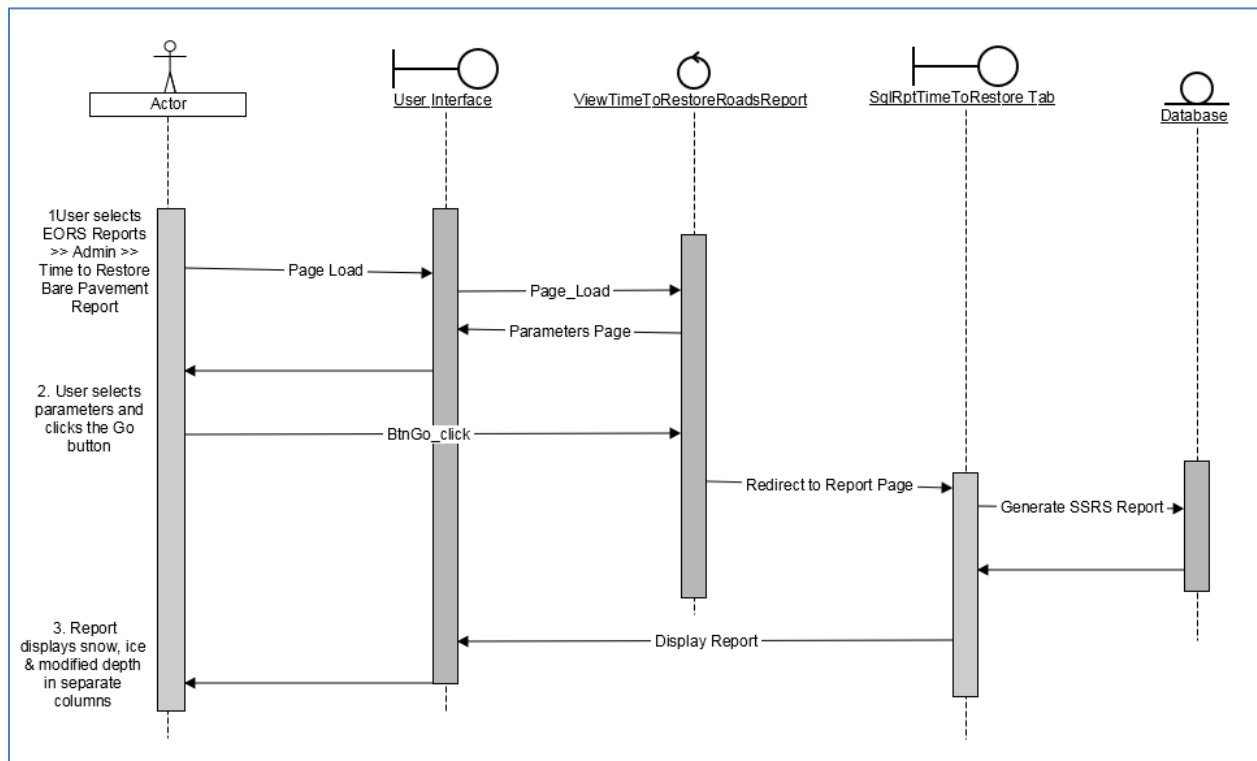 Actor
User Interface
ViewTimeToRestoreRoadsReport
SqlRptTimeToRestore Tab
Database
1User selects
EORS Reports
>> Admin >>
Time to Restore
Bare Pavement
Report
Page Load
Page_Load
Parameters Page
2. User selects
parameters and
clicks the Go
button
BtnGo_click
Redirect to Report Page
Generate SSRS Report
3. Report
displays snow, ice
& modified depth
in separate
columns
Display Report